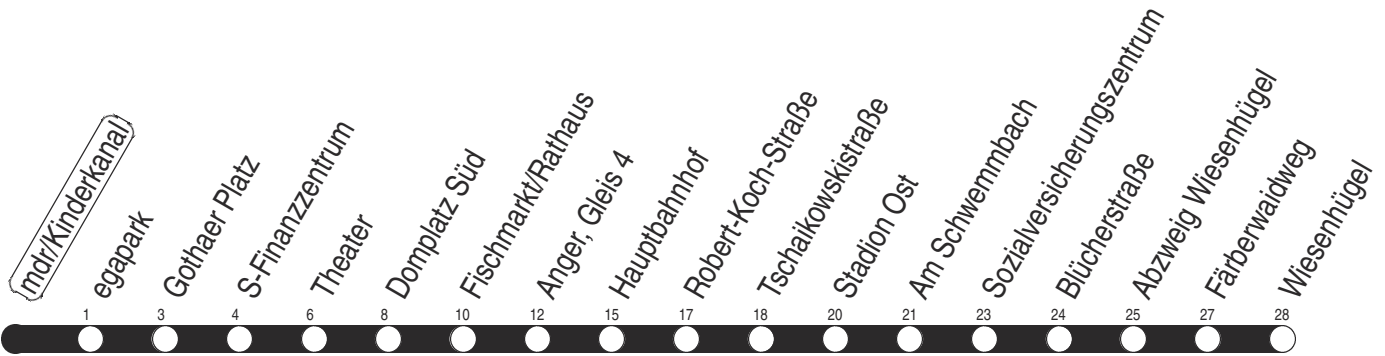 mdr/Kinderkanal
egapark
Gothaer Platz
S-Finanzzentrum
Theater
Domplatz Süd
Fischmarkt/Rathaus
Anger, Gleis 4
Hauptbahnhof
Robert-Koch-Straße
Tschaikowskistraße
Stadion Ost
Am Schwemmbach
Sozialversicherungszentrum
Blücherstraße
Abzweig Wiesenhügel
Färberwaidweg
Wiesenhügel
1 3 4 6 8 10 12 15 17 18 20 21 23 24 25 27 28